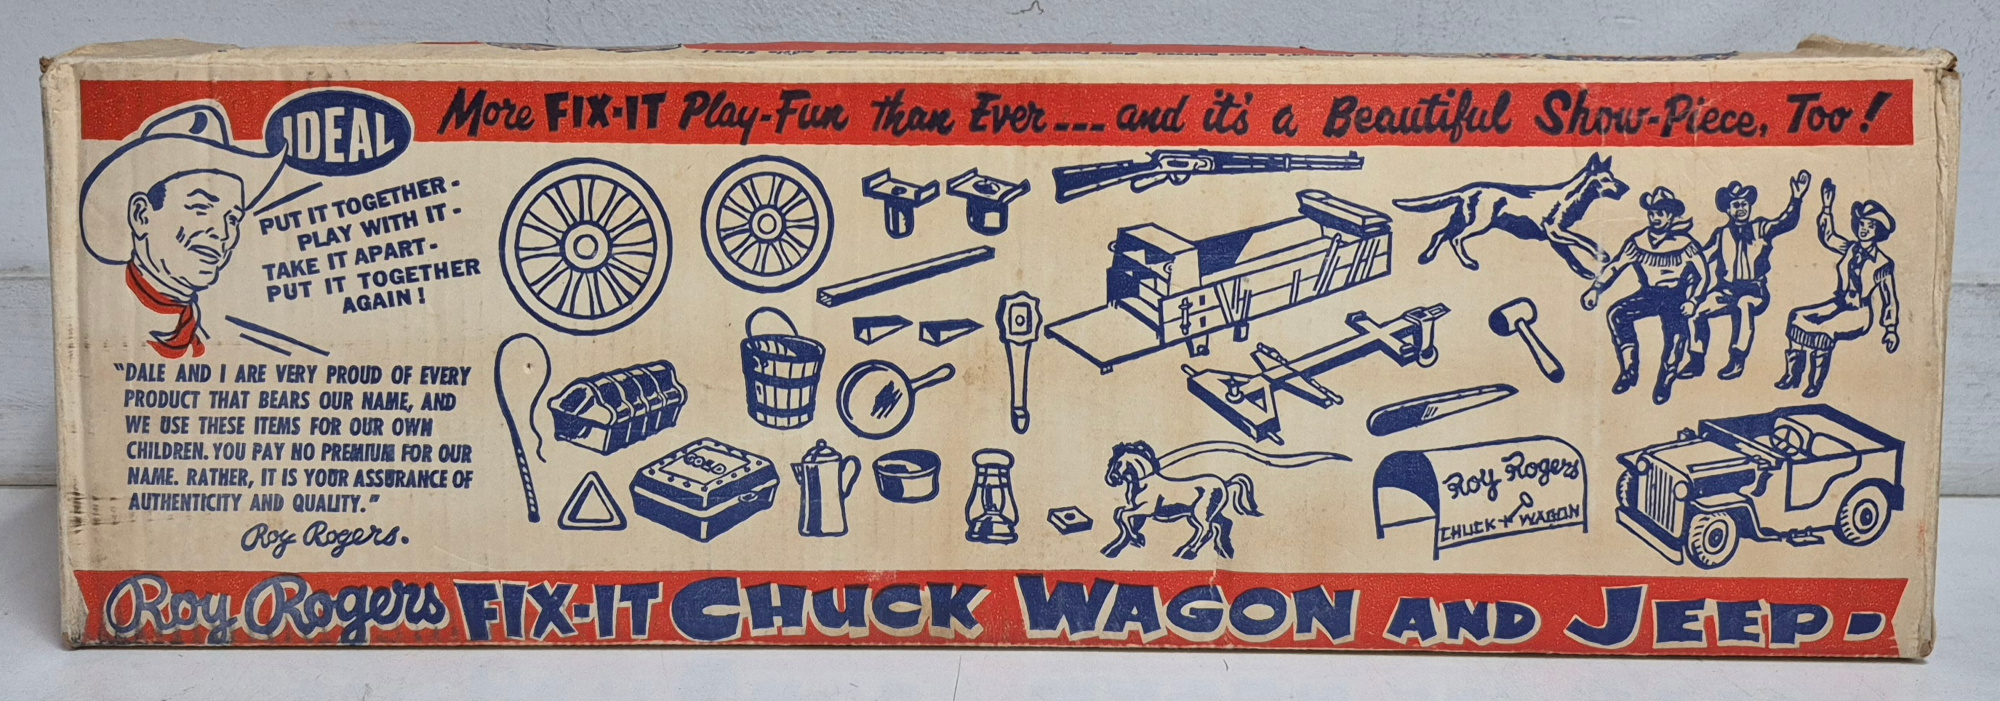 IDEAL
More FIX-IT Play-Fun than Ever---and it's a Beautiful Show-Piece, Too!
PUT IT TOGETHER-
PLAY WITH IT-
TAKE IT APART-
PUT IT TOGETHER
AGAIN!
"DALE AND I ARE VERY PROUD OF EVERY
PRODUCT THAT BEARS OUR NAME, AND
WE USE THESE ITEMS FOR OUR OWN
CHILDREN. YOU PAY NO PREMIUM FOR OUR
NAME. RATHER, IT IS YOUR ASSURANCE OF
AUTHENTICITY AND QUALITY."
Roy Rogers.
GOLD
Roy Rogers
CHUCK WAGON
Roy Rogers FIX-IT CHUCK WAGON AND JEEP-